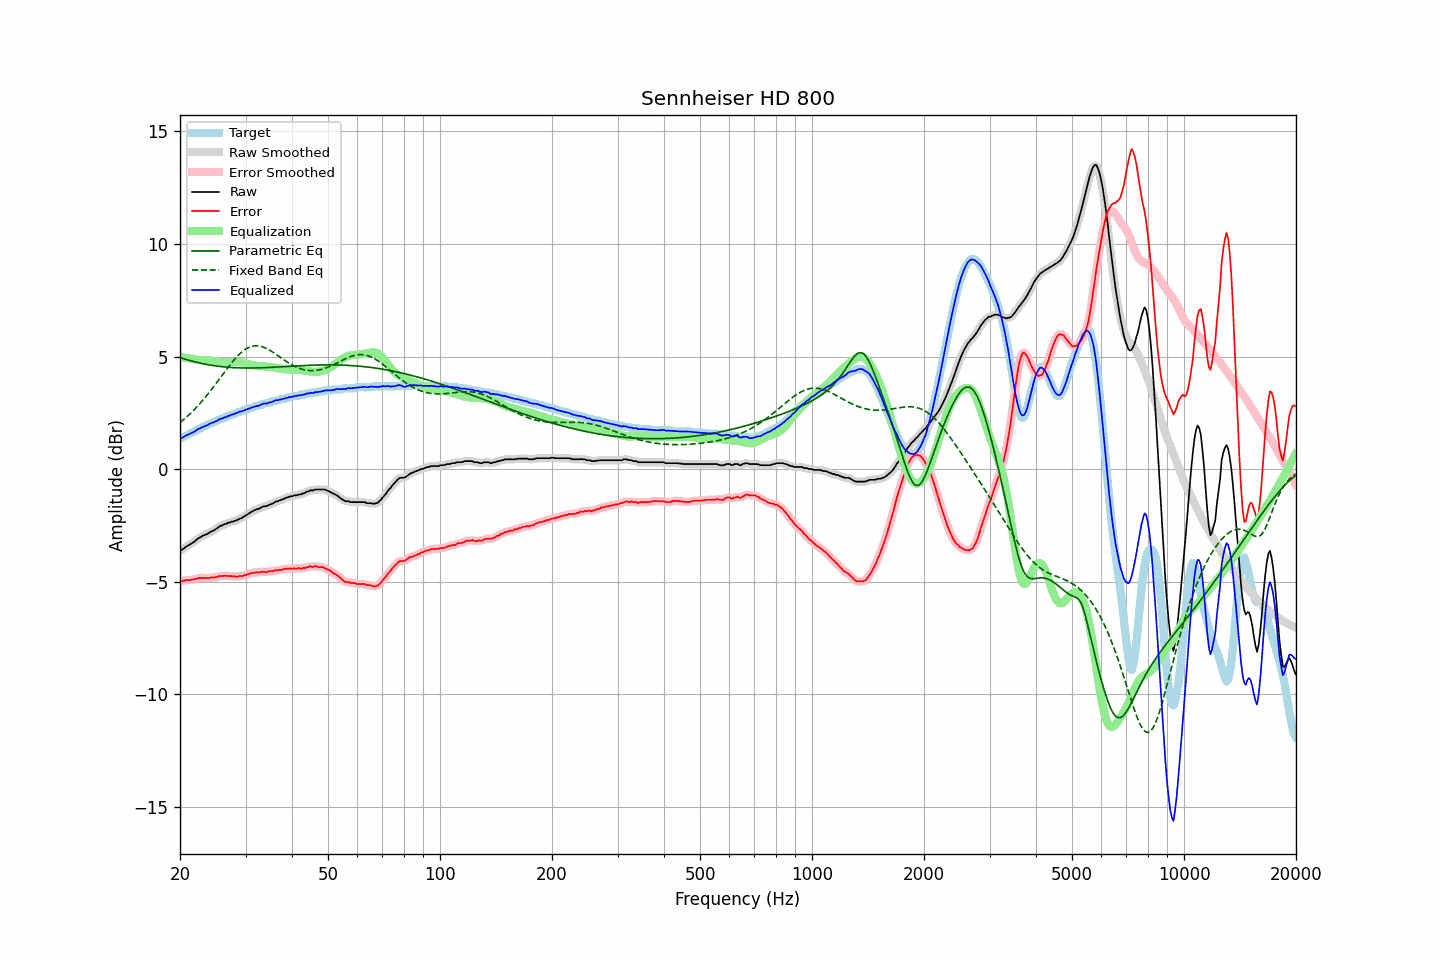 Sennheiser HD 800
Target
Raw Smoothed
Error Smoothed
Raw
Error
Equalization
Parametric Eq
Fixed Band Eq
Equalized
Amplitude (dBr)
15
10
5
0
−5
−10
−15
20 50 100 200 500 1000 2000 5000 10000 20000
Frequency (Hz)